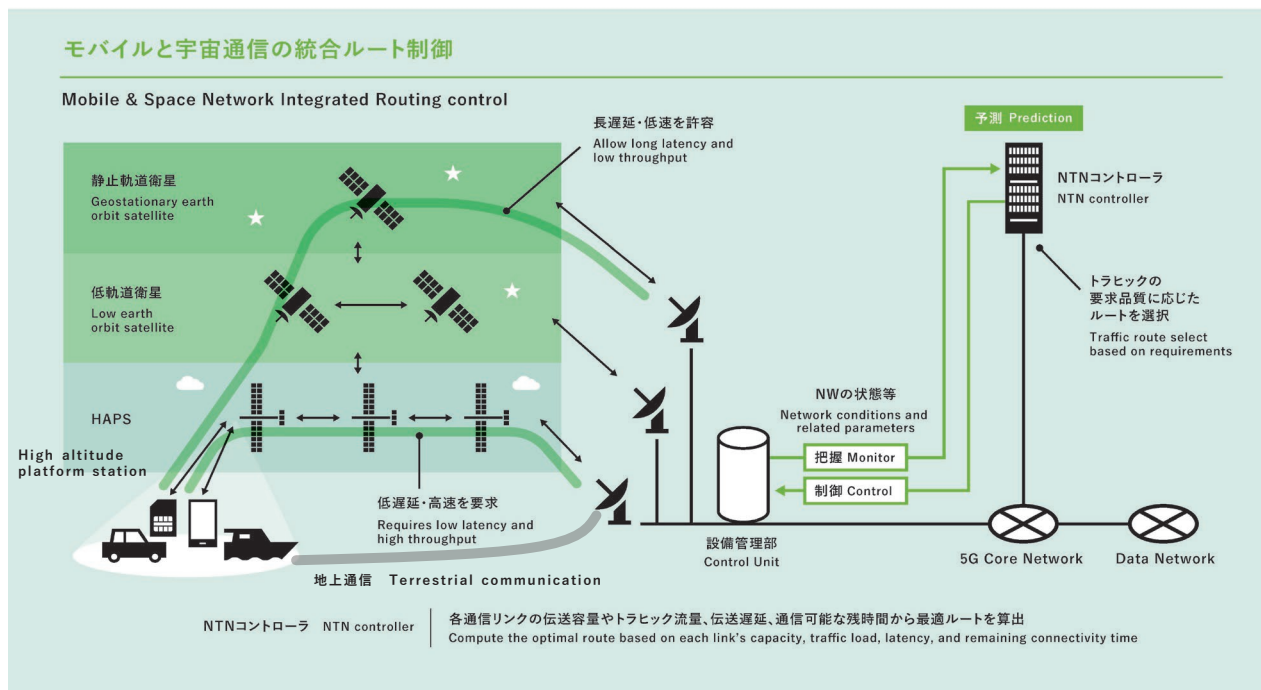 モバイルと宇宙通信の統合ルート制御
Mobile & Space Network Integrated Routing control
静止軌道衛星
Geostationary earth
orbit satellite
低軌道衛星
Low earth
orbit satellite
HAPS
High altitude
platform station
長遅延・低速を許容
Allow long latency and
low throughput
低遅延・高速を要求
Requires low latency and
high throughput
地上通信 Terrestrial communication
予測 Prediction
NTNコントローラ
NTN controller
トラヒックの
要求品質に応じた
ルートを選択
Traffic route select
based on requirements
NWの状態等
Network conditions and
related parameters
把握 Monitor
制御 Control
設備管理部
Control Unit
5G Core Network
Data Network
NTNコントローラ NTN controller
各通信リンクの伝送容量やトラヒック流量、伝送遅延、通信可能な残時間から最適ルートを算出
Compute the optimal route based on each link's capacity, traffic load, latency, and remaining connectivity time